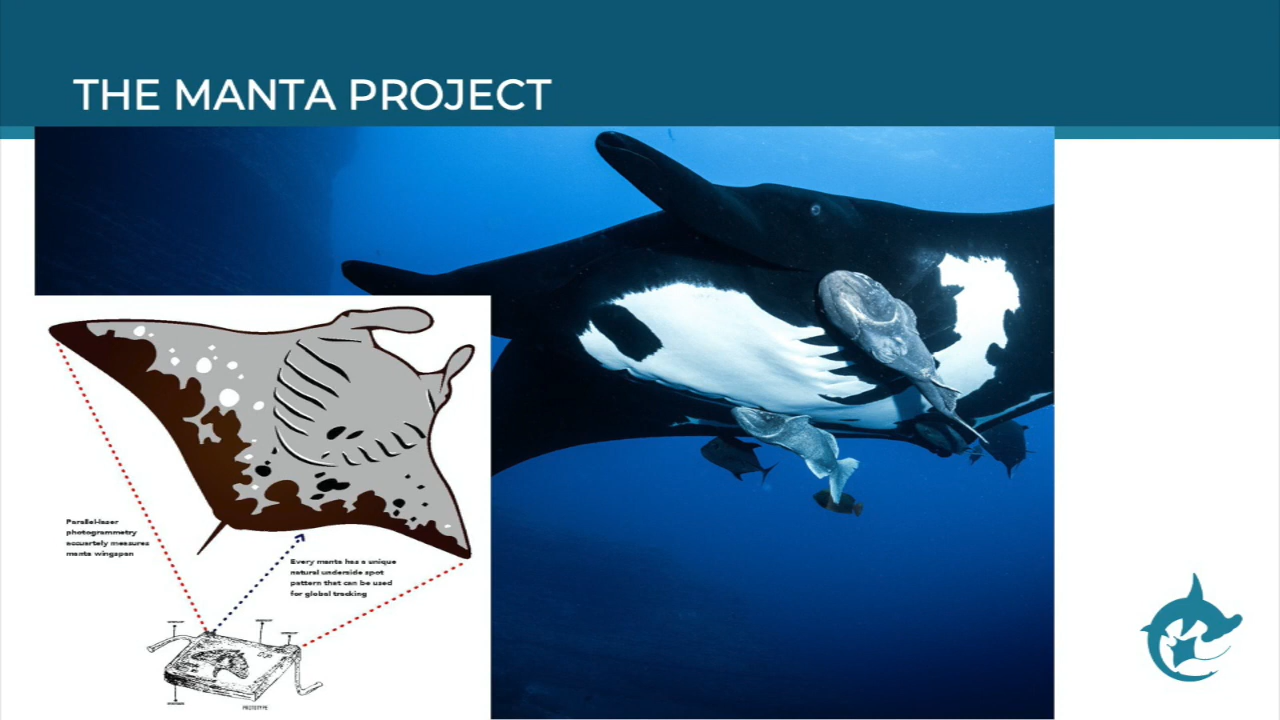 THE MANTA PROJECT
Parallel-laser
photogrammetry
accuartely measures
manta wingspan
Every manta has a unique
natural underside spot
pattern that can be used
for global tracking
PROTOTYPE